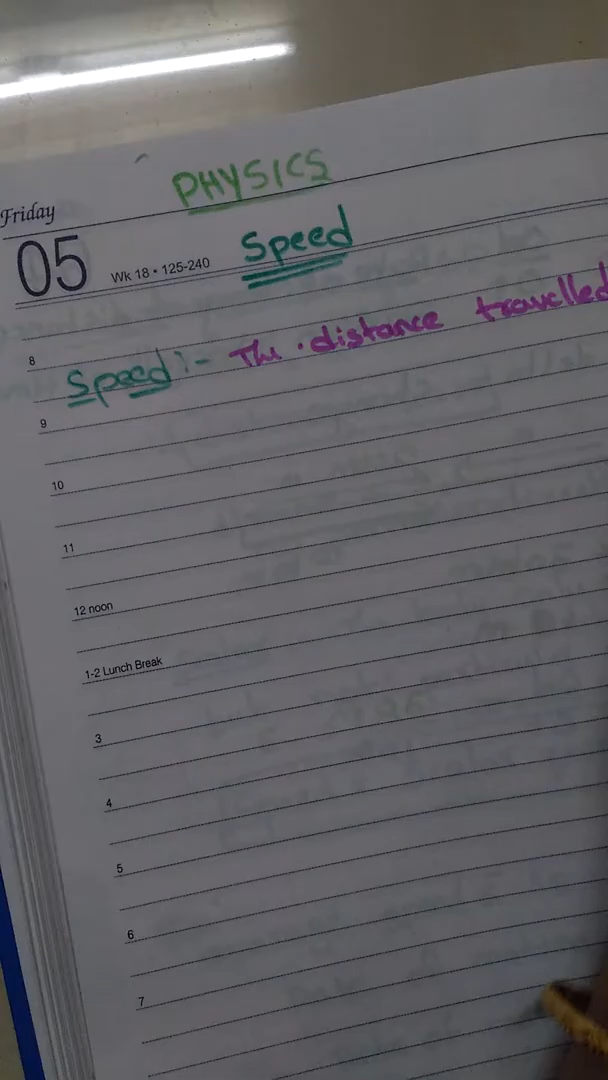 PHYSICS
Friday
05 Wk 18 • 125-240 Speed
8
Speed :- The distance travelled
9
10
11
12 noon
1-2 Lunch Break
3
4
5
6
7